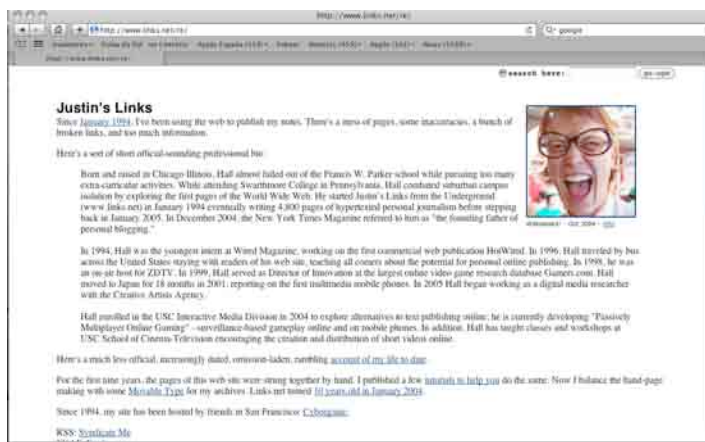 http://www.links.net/re/
http://www.links.net/re/
Q- google
search here:
Justin's Links
Since January 1994, I've been using the web to publish my notes. There's a mess of pages, some inaccuracies, a bunch of
broken links, and too much information.
Here's a sort of short official-sounding professional bio:
Born and raised in Chicago Illinois, Hall almost failed out of the Francis W. Parker school while pursuing too many
extra-curricular activities. While attending Swarthmore College in Pennsylvania, Hall combated suburban campus
isolation by exploring the first pages of the World Wide Web. He started Justin's Links from the Underground
(www.links.net) in January 1994 eventually writing 4,800 pages of hypertexted personal journalism before stepping
back in January 2005. In December 2004, the New York Times Magazine referred to him as "the founding father of
personal blogging."
In 1994, Hall was the youngest intern at Wired Magazine, working on the first commercial web publication HotWired. In 1996, Hall traveled by bus
across the United States staying with readers of his web site, teaching all comers about the potential for personal online publishing. In 1998, he was
an on-air host for ZDTV. In 1999, Hall served as Director of Innovation at the largest online video game research database Gamers.com. Hall
moved to Japan for 18 months in 2001, reporting on the first multimedia mobile phones. In 2005 Hall began working as a digital media researcher
with the Creative Artists Agency.
Hall enrolled in the USC Interactive Media Division in 2004 to explore alternatives to text publishing online; he is currently developing "Passively
Multiplayer Online Gaming" - surveillance-based gameplay online and on mobile phones. In addition, Hall has taught classes and workshops at
USC School of Cinema-Television encouraging the creation and distribution of short videos online.
Here's a much less official, increasingly dated, omission-laden, rambling account of my life to date.
For the first nine years, the pages of this web site were strung together by hand. I published a few tutorials to help you do the same. Now I balance the hand-page
making with some Movable Type for my archives. Links.net turned 10 years old in January 2004.
Since 1994, my site has been hosted by friends in San Francisco: Cyborganic.
RSS: Syndicate Me